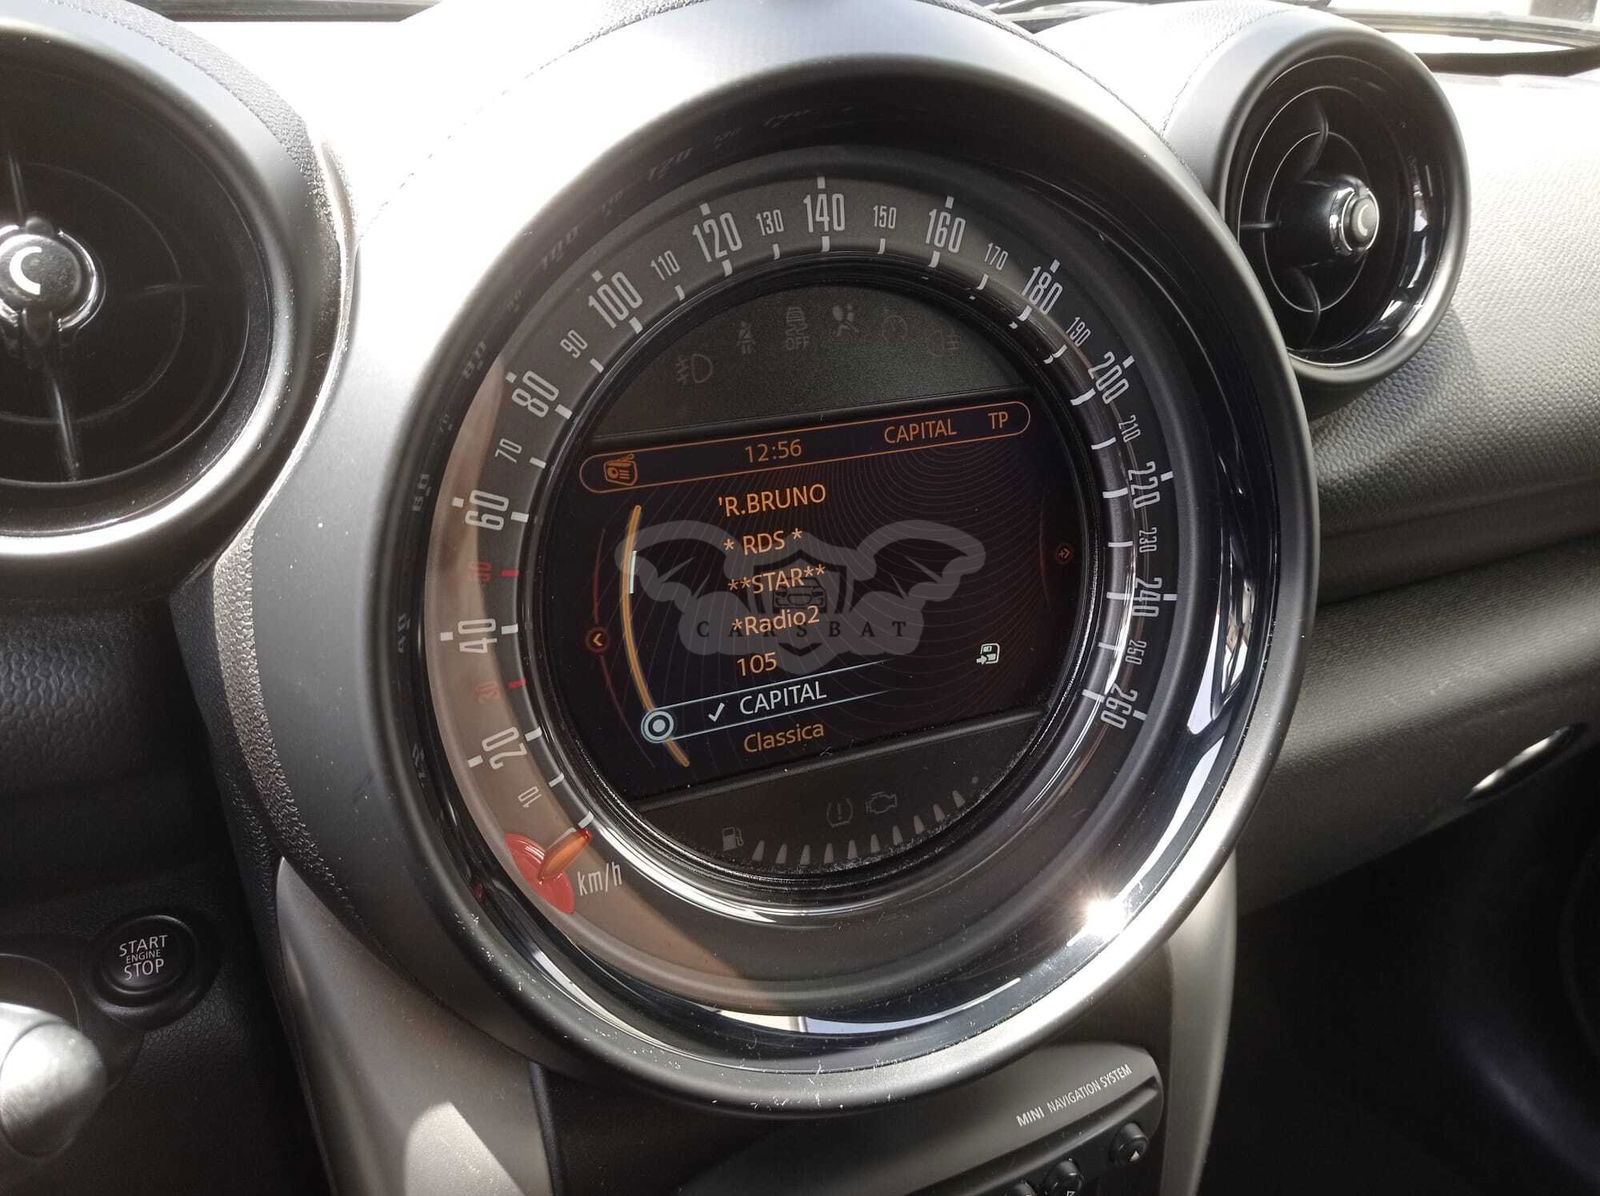 10
20
30
40
50
60
70
80
90
100
110
120
130
140
150
160
170
180
190
200
210
220
230
240
250
260
km/h
OFF
12:56 CAPITAL TP
'R.BRUNO
* RDS *
**STAR**
*Radio2
105
✓ CAPITAL
Classica
CARSBAT
START
ENGINE
STOP
MINI NAVIGATION SYSTEM